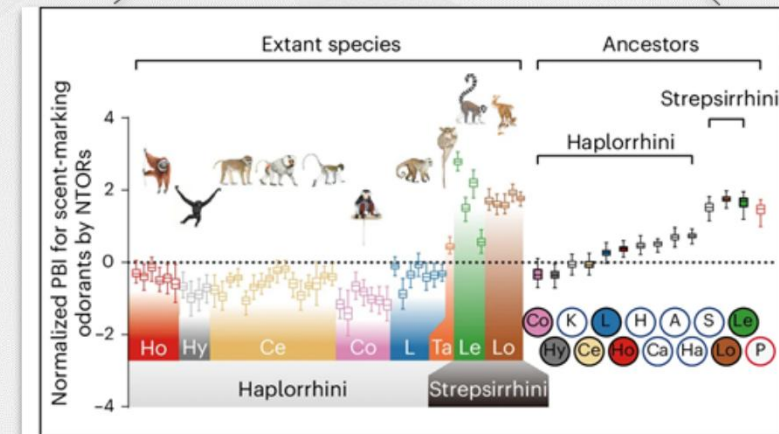 Extant species
Ancestors
Strepsirrhini
Haplorrhini
Normalized PBI for scent-marking
odorants by NTORs
4
2
0
−2
−4
Ho Hy Ce Co L Ta Le Lo
Haplorrhini
Strepsirrhini
Co K L H A S Le
Hy Ce Ho Ca Ha Lo P